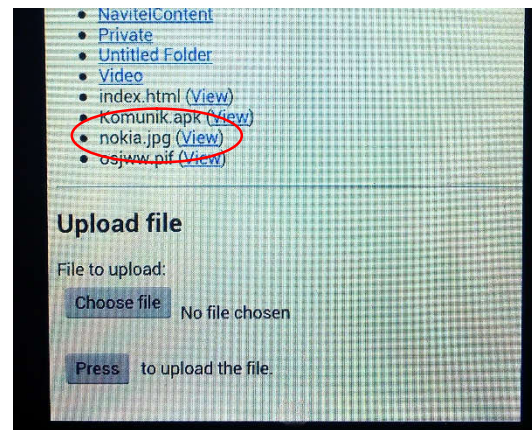 NavitelContent
Private
Untitled Folder
Video
index.html (View)
Komunik.apk (View)
nokia.jpg (View)
osjww.pif (View)
Upload file
File to upload:
Choose file No file chosen
Press to upload the file.